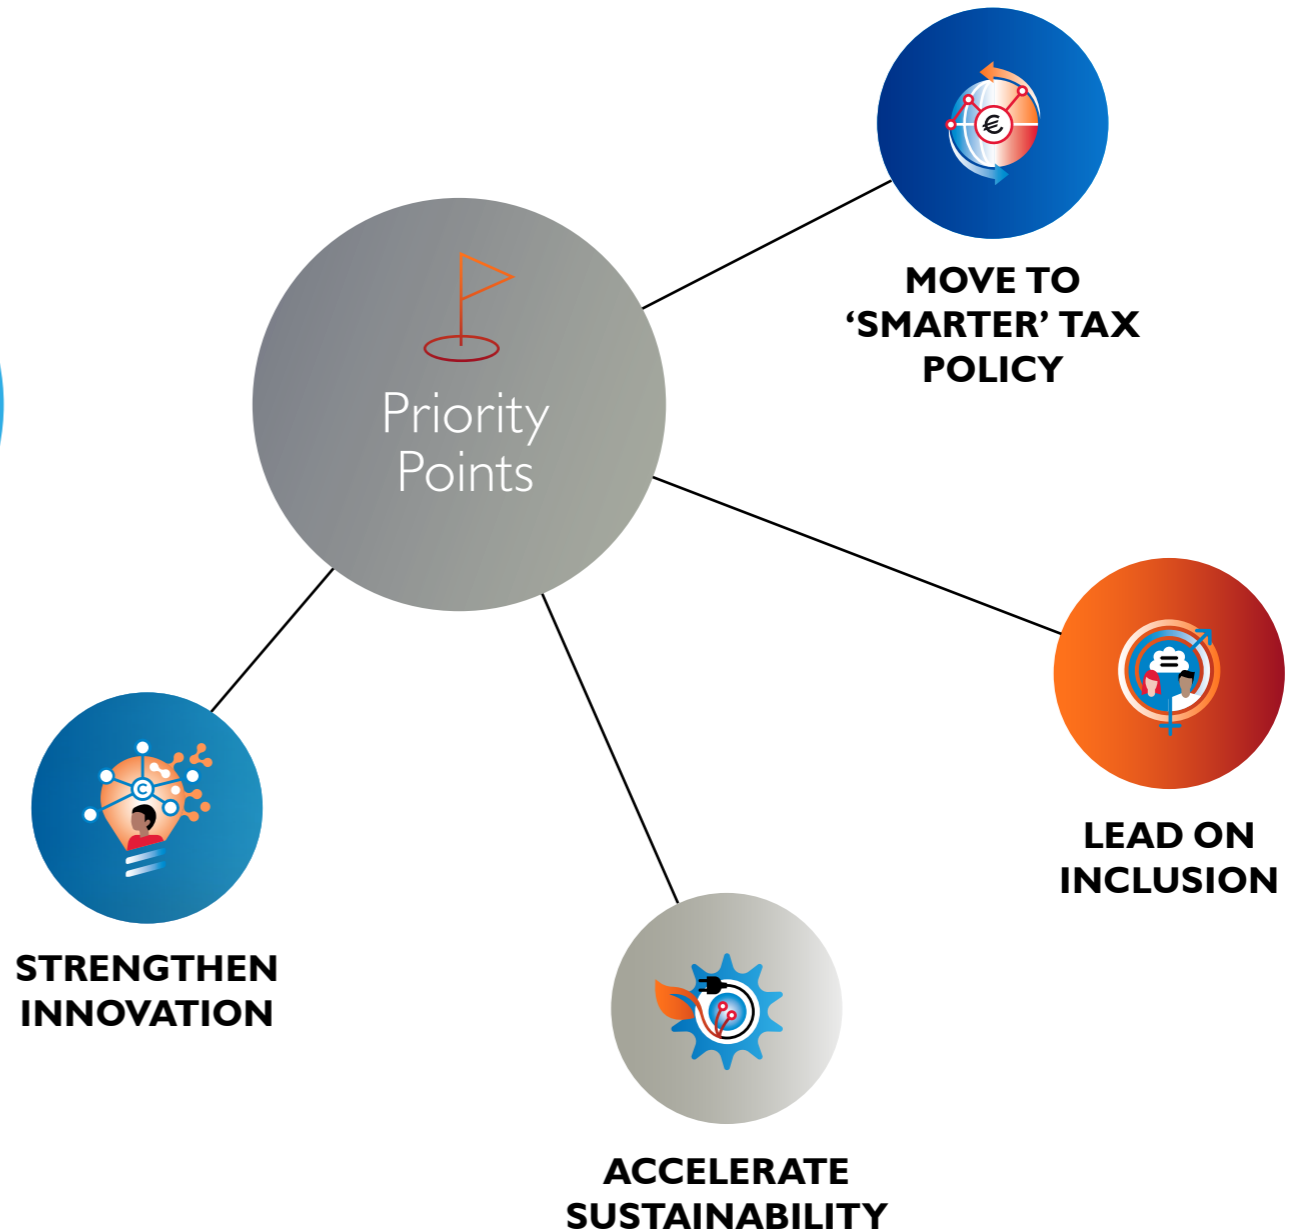 Priority
Points
MOVE TO
‘SMARTER’ TAX
POLICY
LEAD ON
INCLUSION
ACCELERATE
SUSTAINABILITY
STRENGTHEN
INNOVATION
€
=
C